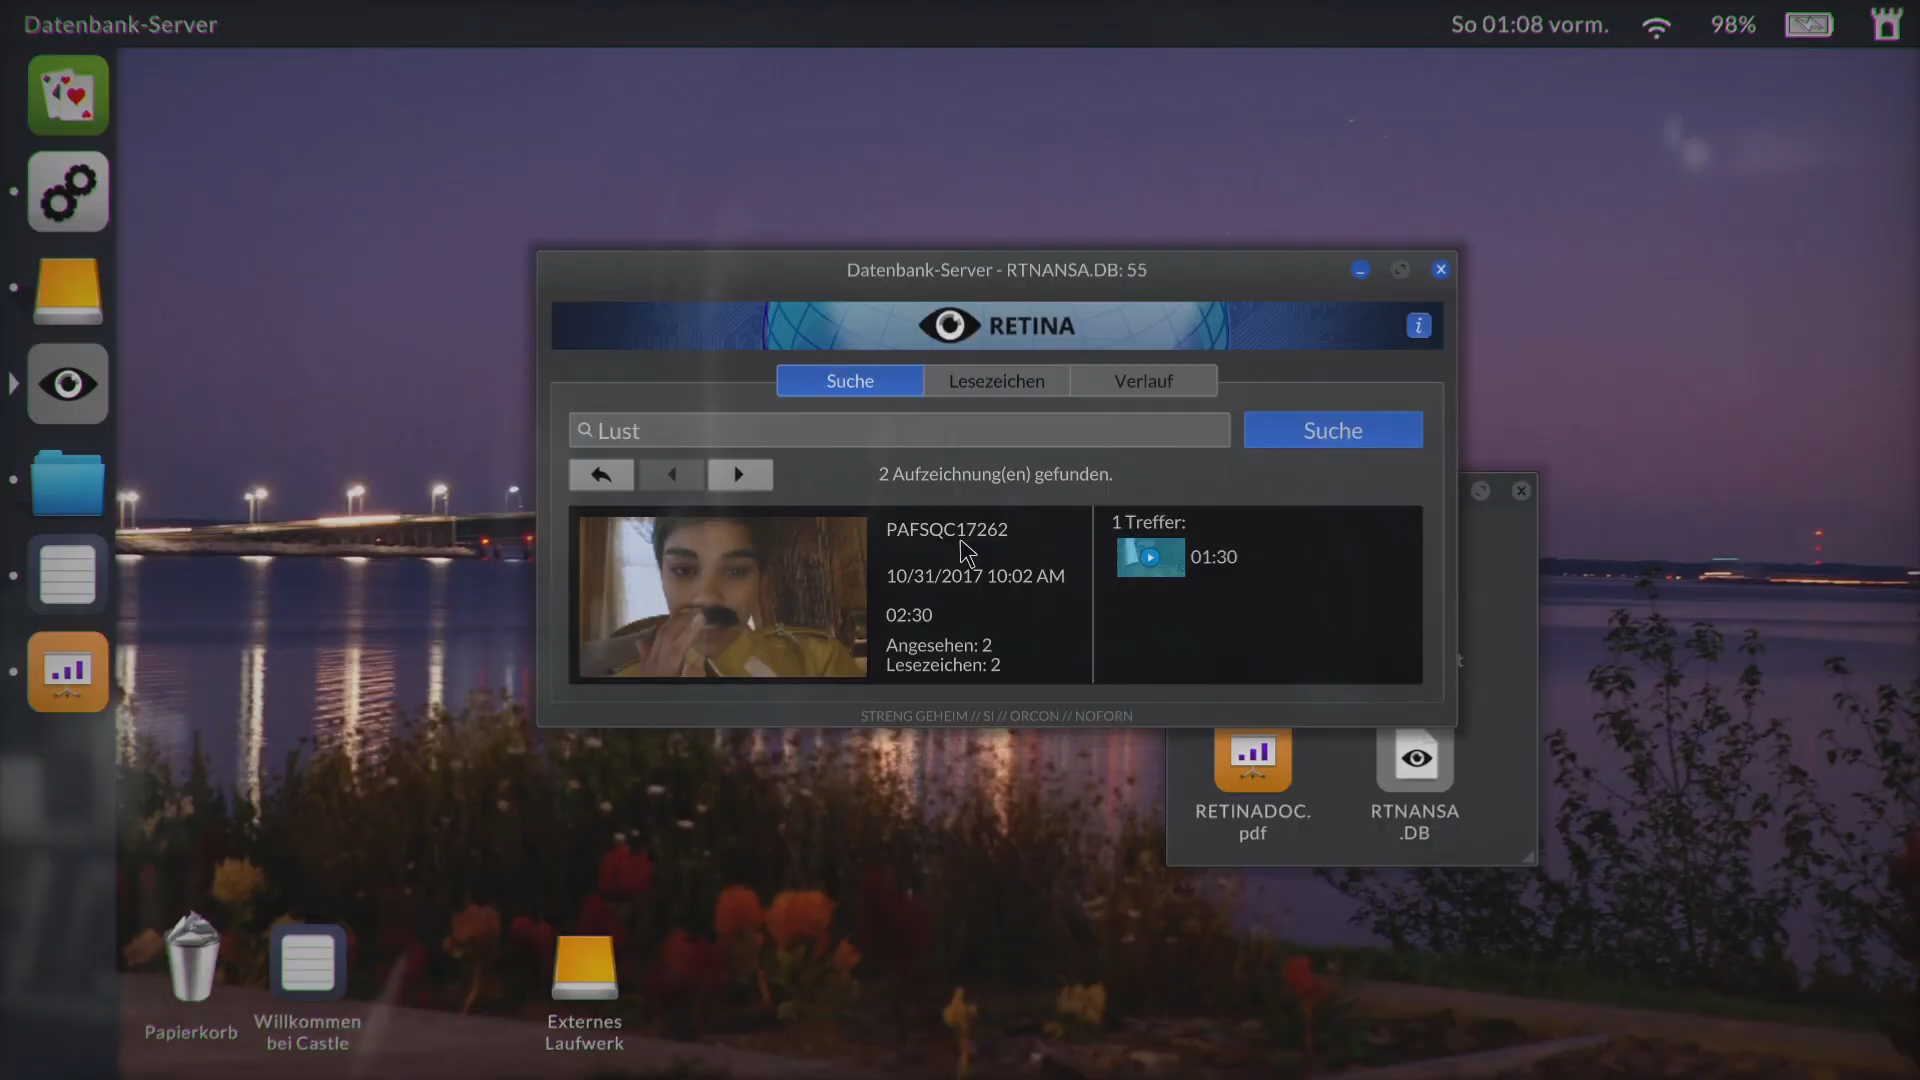 Datenbank-Server
So 01:08 vorm.
98%
Datenbank-Server - RTNANSA.DB: 55
RETINA
i
Suche
Lesezeichen
Verlauf
Lust
Suche
2 Aufzeichnung(en) gefunden.
PAFSQC17262
10/31/2017 10:02 AM
02:30
Angesehen: 2
Lesezeichen: 2
1 Treffer:
01:30
STRENG GEHEIM // SI // ORCON // NOFORN
t
RETINADOC.
pdf
RTNANSA
.DB
Papierkorb
Willkommen
bei Castle
Externes
Laufwerk